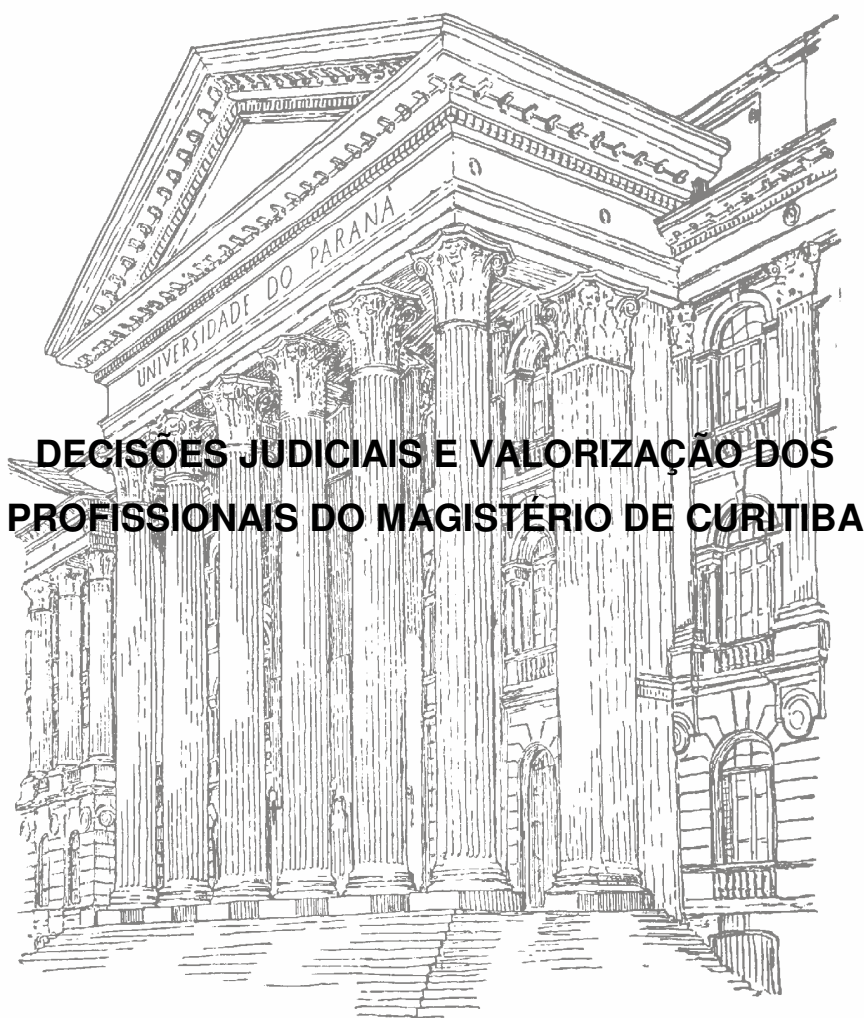 UNIVERSIDADE DO PARANÁ
DECISÕES JUDICIAIS E VALORIZAÇÃO DOS
PROFISSIONAIS DO MAGISTÉRIO DE CURITIBA